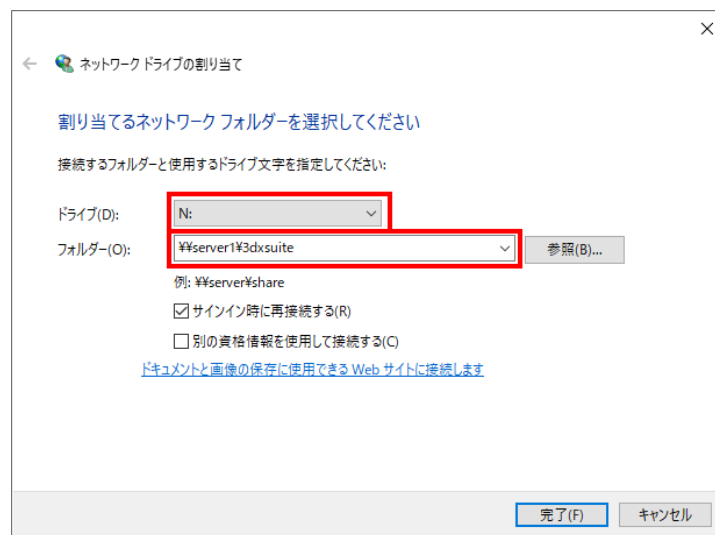 ネットワーク ドライブの割り当て
割り当てるネットワーク フォルダーを選択してください
接続するフォルダーと使用するドライブ文字を指定してください:
ドライブ(D): N:
フォルダー(O): ¥¥server1¥3dxsuite 参照(B)...
例: ¥¥server¥share
サインイン時に再接続する(R)
別の資格情報を使用して接続する(C)
ドキュメントと画像の保存に使用できる Web サイトに接続します
完了(F) キャンセル